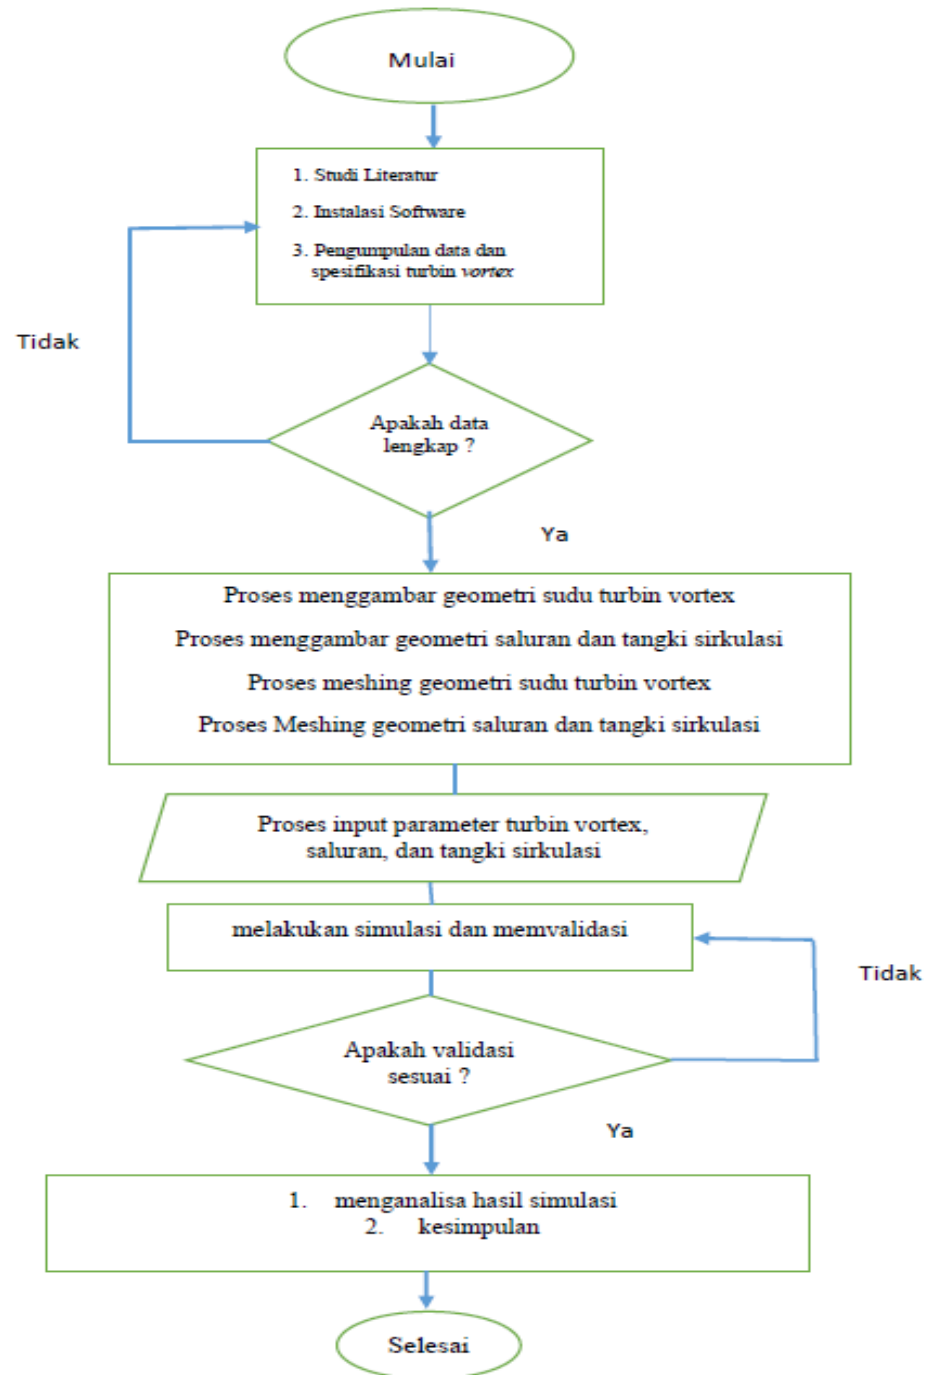 Mulai
1. Studi Literatur
2. Instalasi Software
3. Pengumpulan data dan
spesifikasi turbin vortex
Tidak
Apakah data
lengkap ?
Ya
Proses menggambar geometri sudu turbin vortex
Proses menggambar geometri saluran dan tangki sirkulasi
Proses meshing geometri sudu turbin vortex
Proses Meshing geometri saluran dan tangki sirkulasi
Proses input parameter turbin vortex,
saluran, dan tangki sirkulasi
melakukan simulasi dan memvalidasi
Tidak
Apakah validasi
sesuai ?
Ya
1. menganalisa hasil simulasi
2. kesimpulan
Selesai